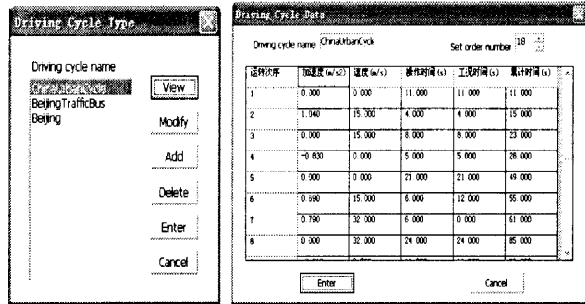 Driving Cycle Type
Driving cycle name
ChinaUrbanCycle
BeijingTrafficBus
Beijing
View
Modify
Add
Delete
Enter
Cancel
Driving Cycle Data
Driving cycle name ChinaUrbanCycle
Set order number 18
运转次序 加速度(m/s2) 速度(m/s) 操作时间(s) 工况时间(s) 累计时间(s)
1 0.000 0.000 11.000 11.000 11.000
2 1.040 15.000 4.000 4.000 15.000
3 0.000 15.000 8.000 8.000 23.000
4 -0.830 0.000 5.000 5.000 28.000
5 0.000 0.000 21.000 21.000 49.000
6 0.690 15.000 6.000 12.000 55.000
7 0.790 32.000 6.000 0.000 61.000
8 0.000 32.000 24.000 24.000 85.000
Enter
Cancel